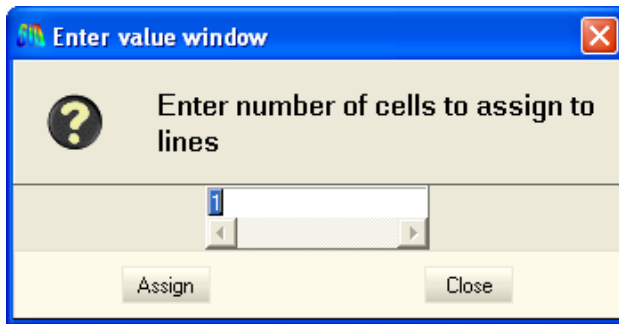 Enter value window
Enter number of cells to assign to
lines
1
Assign Close